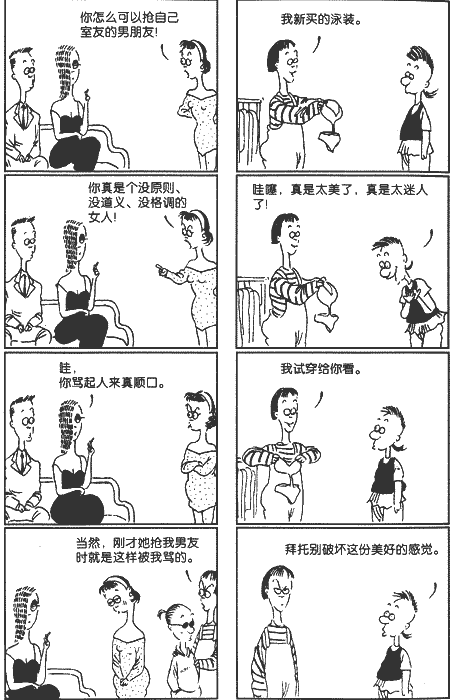 你怎么可以抢自己
室友的男朋友!
你真是个没原则、
没道义、没格调的
女人!
哇,
你骂起人来真顺口。
当然，刚才她抢我男友
时就是这样被我骂的。
我新买的泳装。
哇噻，真是太美了，真是太迷人
了!
我试穿给你看。
拜托别破坏这份美好的感觉。